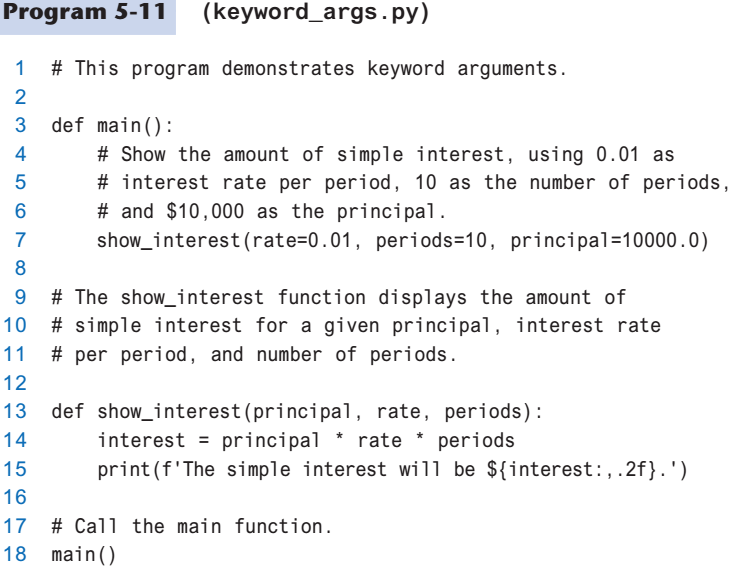 Program 5-11 (keyword_args.py)
1 # This program demonstrates keyword arguments.
2
3 def main():
4     # Show the amount of simple interest, using 0.01 as
5     # interest rate per period, 10 as the number of periods,
6     # and $10,000 as the principal.
7     show_interest(rate=0.01, periods=10, principal=10000.0)
8
9 # The show_interest function displays the amount of
10 # simple interest for a given principal, interest rate
11 # per period, and number of periods.
12
13 def show_interest(principal, rate, periods):
14     interest = principal * rate * periods
15     print(f'The simple interest will be ${interest:,.2f}.')
16
17 # Call the main function.
18 main()